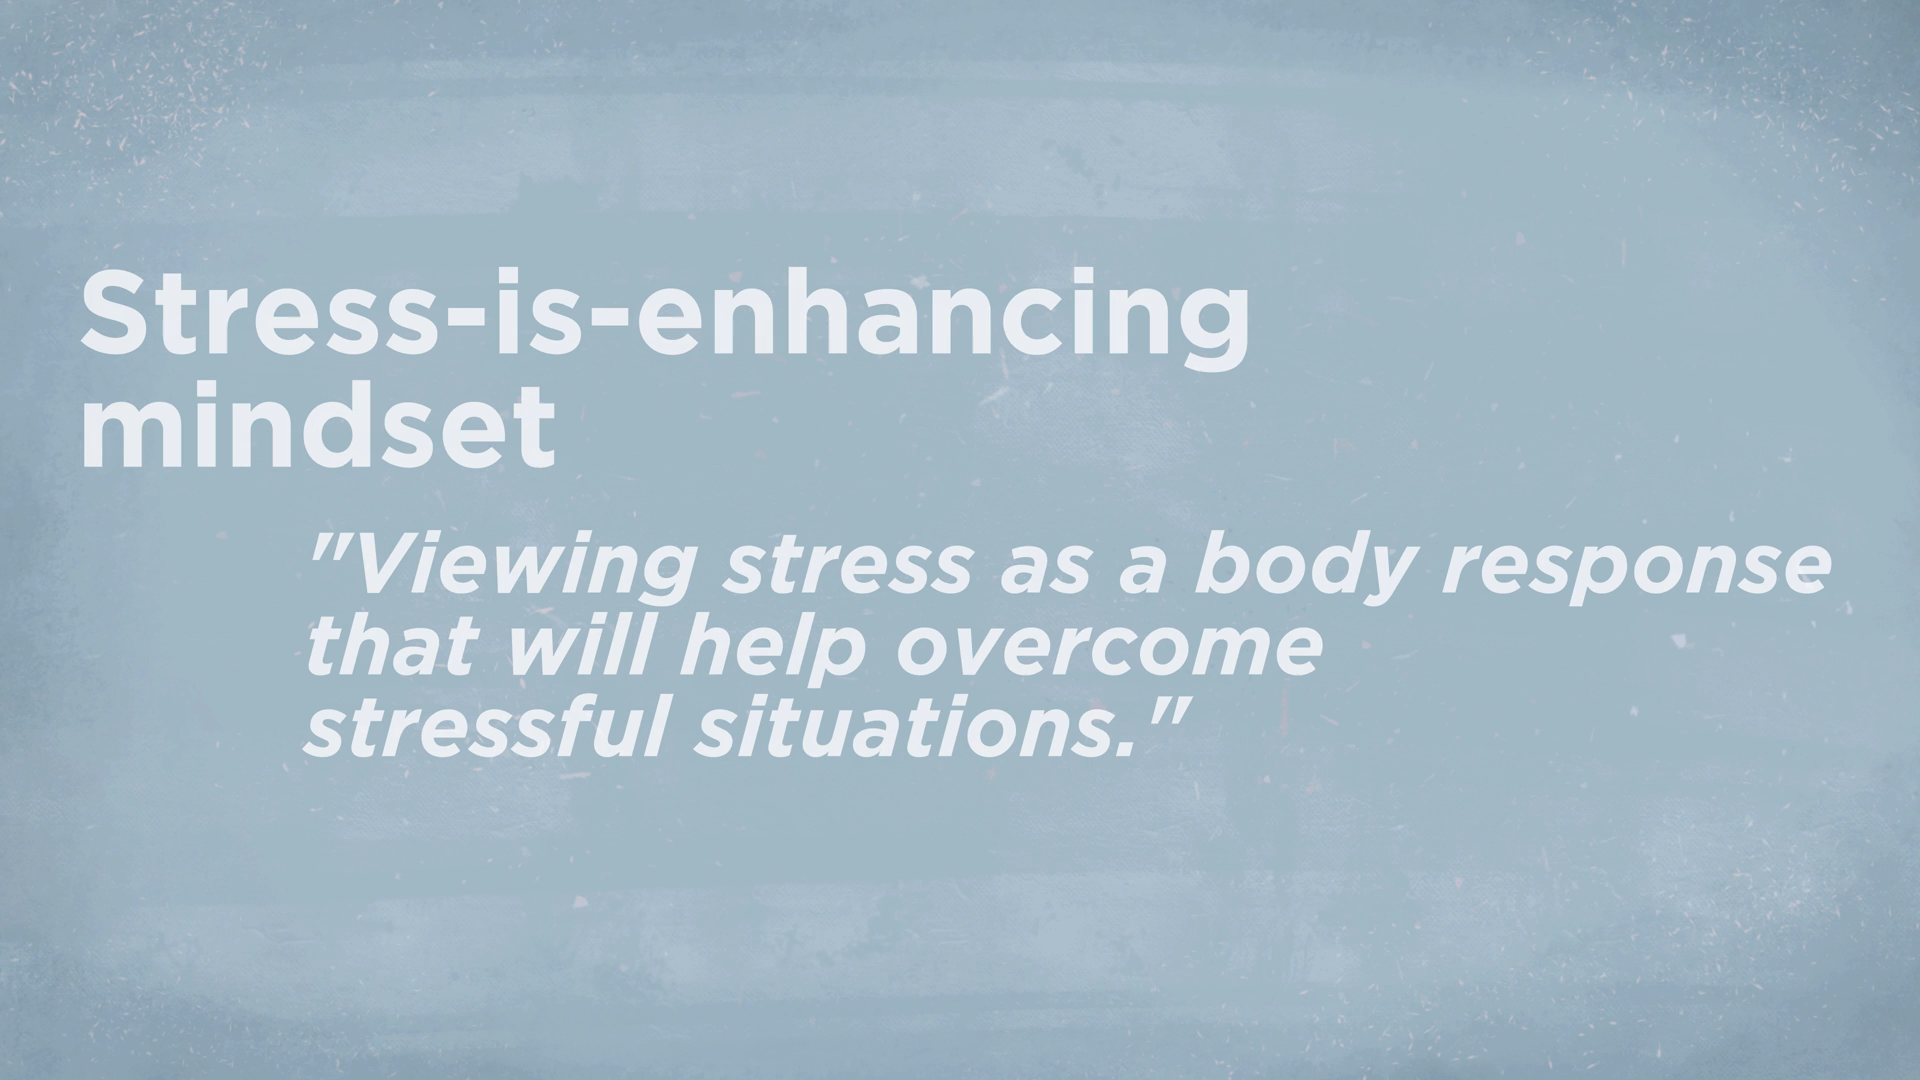 Stress-is-enhancing
mindset
"Viewing stress as a body response
that will help overcome
stressful situations."